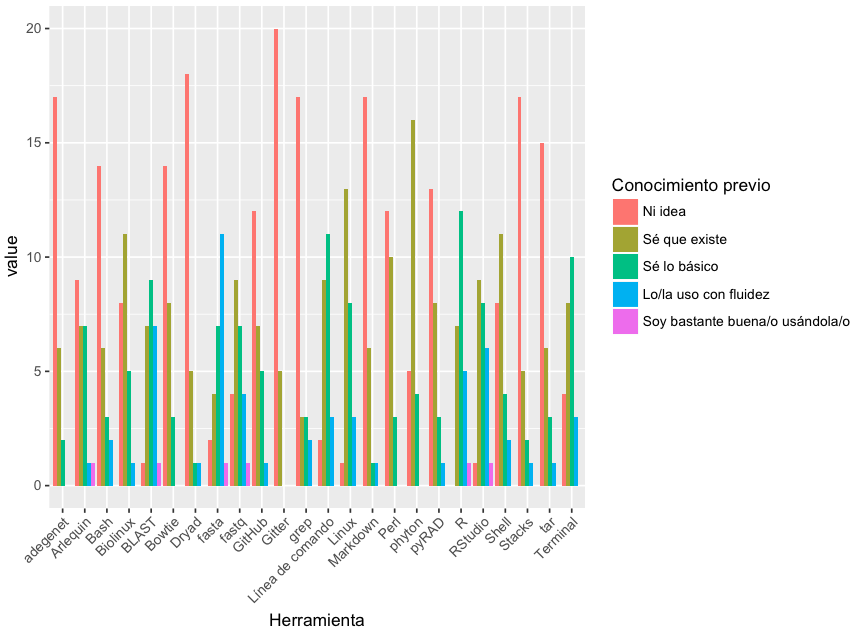 20
15
10
5
0
value
adegenet
Arlequin
Bash
Biolinux
BLAST
Bowtie
Dryad
fasta
fastq
GitHub
Gitter
grep
Línea de comando
Linux
Markdown
Perl
phyton
pyRAD
R
RStudio
Shell
Stacks
tar
Terminal
Herramienta
Conocimiento previo
Ni idea
Sé que existe
Sé lo básico
Lo/la uso con fluidez
Soy bastante buena/o usándola/o